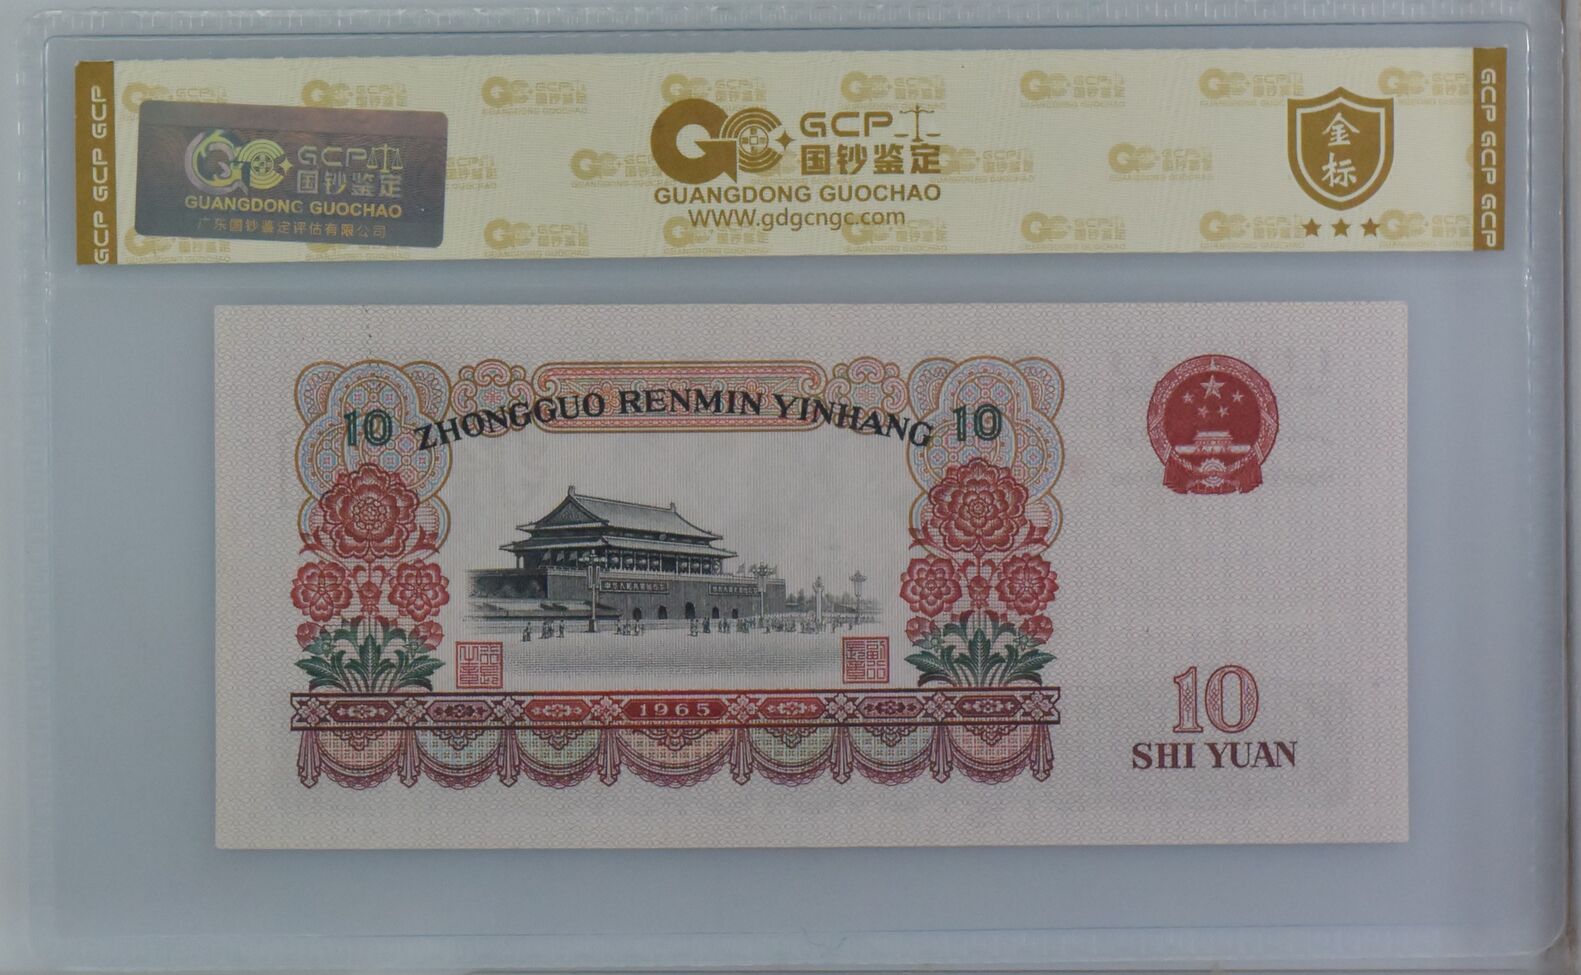 GCP
国钞鉴定
GUANGDONG GUOCHAO
广东国钞鉴定评估有限公司
GCP
国钞鉴定
GUANGDONG GUOCHAO
WWW.gdgcngc.com
金
标
GCP GCP GCP
GCP GCP GCP
10 ZHONGGUO RENMIN YINHANG 10
1965
10
SHI YUAN